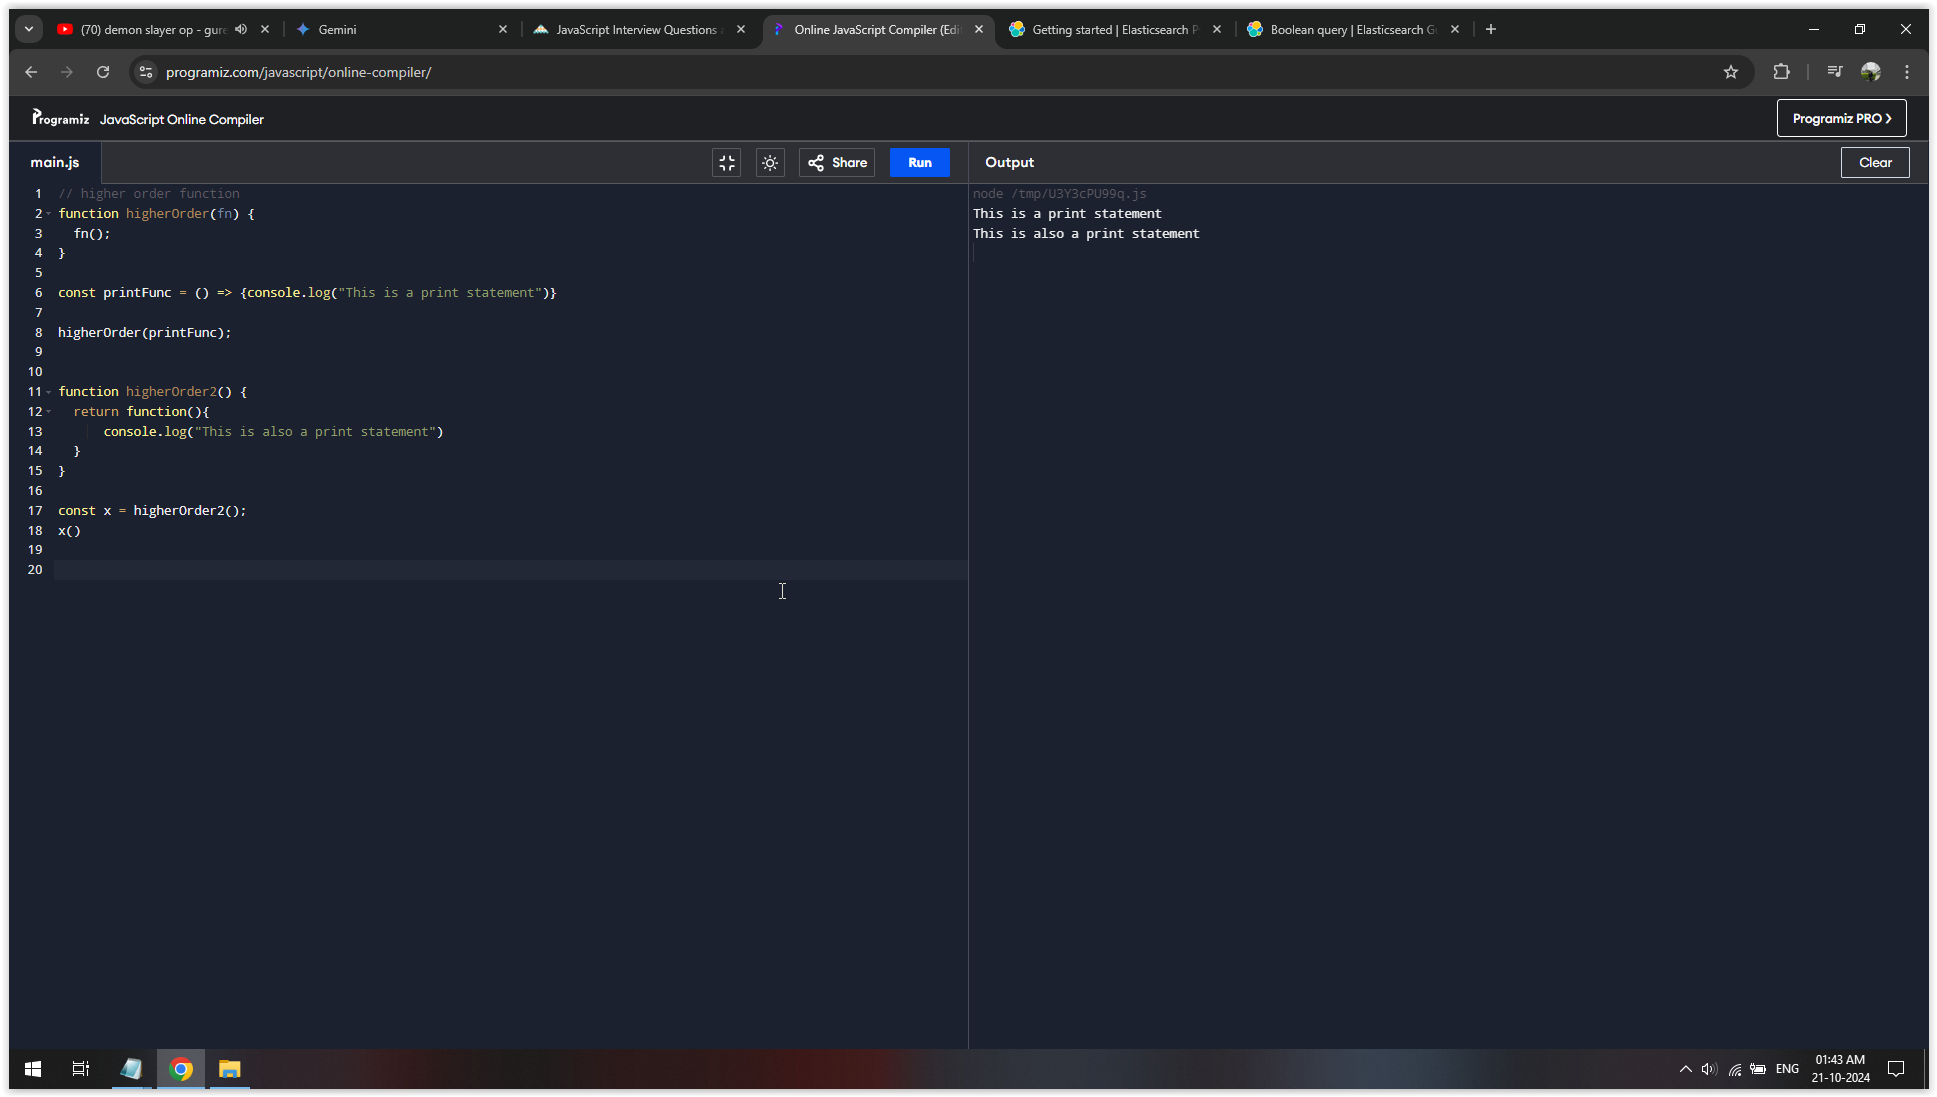 (70) demon slayer op - gure
Gemini
JavaScript Interview Questions
Online JavaScript Compiler (Edi
Getting started | Elasticsearch P
Boolean query | Elasticsearch G
programiz.com/javascript/online-compiler/
Programiz JavaScript Online Compiler
Programiz PRO >
main.js
Share
Run
Output
Clear
1 // higher order function
2 function higherOrder(fn) {
3 fn();
4 }
5
6 const printFunc = () => {console.log("This is a print statement")}
7
8 higherOrder(printFunc);
9
10
11 function higherOrder2() {
12 return function(){
13 console.log("This is also a print statement")
14 }
15 }
16
17 const x = higherOrder2();
18 x()
19
20
node /tmp/U3Y3cPU99q.js
This is a print statement
This is also a print statement
ENG
01:43 AM
21-10-2024